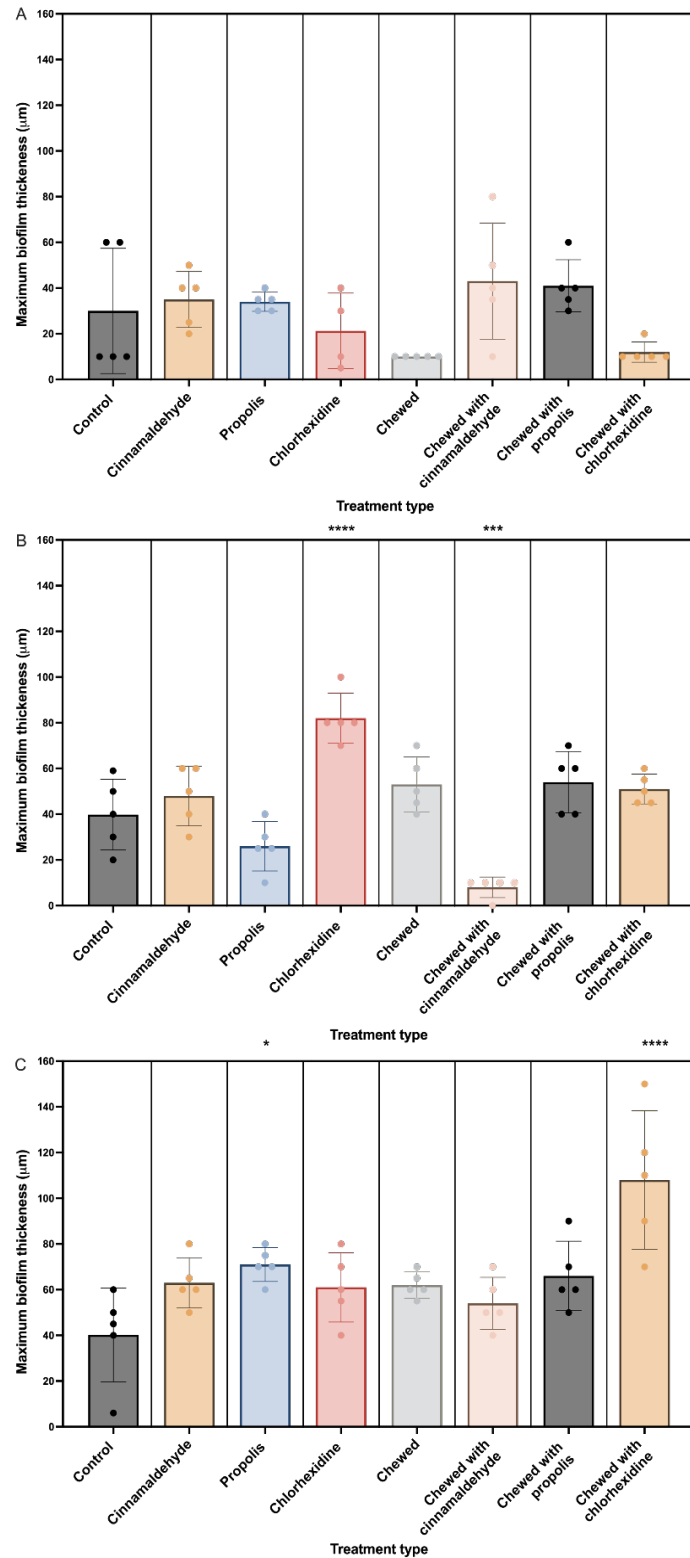 A
160
140
120
100
80
60
40
20
0
Maximum biofilm thickeness (μm)
Control
Cinnamaldehyde
Propolis
Chlorhexidine
Chewed
Chewed with
cinnamaldehyde
Chewed with
propolis
Chewed with
chlorhexidine
Treatment type
B
****
***
160
140
120
100
80
60
40
20
0
Maximum biofilm thickeness (μm)
Control
Cinnamaldehyde
Propolis
Chlorhexidine
Chewed
Chewed with
cinnamaldehyde
Chewed with
propolis
Chewed with
chlorhexidine
Treatment type
C
*
****
160
140
120
100
80
60
40
20
0
Maximum biofilm thickeness (μm)
Control
Cinnamaldehyde
Propolis
Chlorhexidine
Chewed
Chewed with
cinnamaldehyde
Chewed with
propolis
Chewed with
chlorhexidine
Treatment type